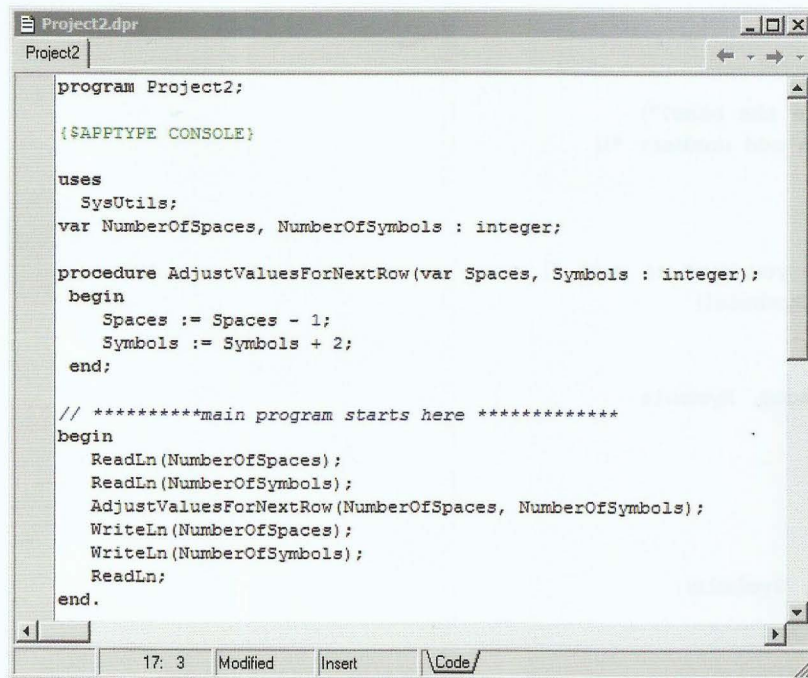 Project2.dpr
Project2
program Project2;
{$APPTYPE CONSOLE}
uses
SysUtils;
var NumberOfSpaces, NumberOfSymbols : integer;
procedure AdjustValuesForNextRow(var Spaces, Symbols : integer);
begin
Spaces := Spaces - 1;
Symbols := Symbols + 2;
end;
// **********main program starts here *************
begin
ReadLn(NumberOfSpaces);
ReadLn(NumberOfSymbols);
AdjustValuesForNextRow(NumberOfSpaces, NumberOfSymbols);
WriteLn(NumberOfSpaces);
WriteLn(NumberOfSymbols);
ReadLn;
end.
17: 3 Modified Insert \Code/